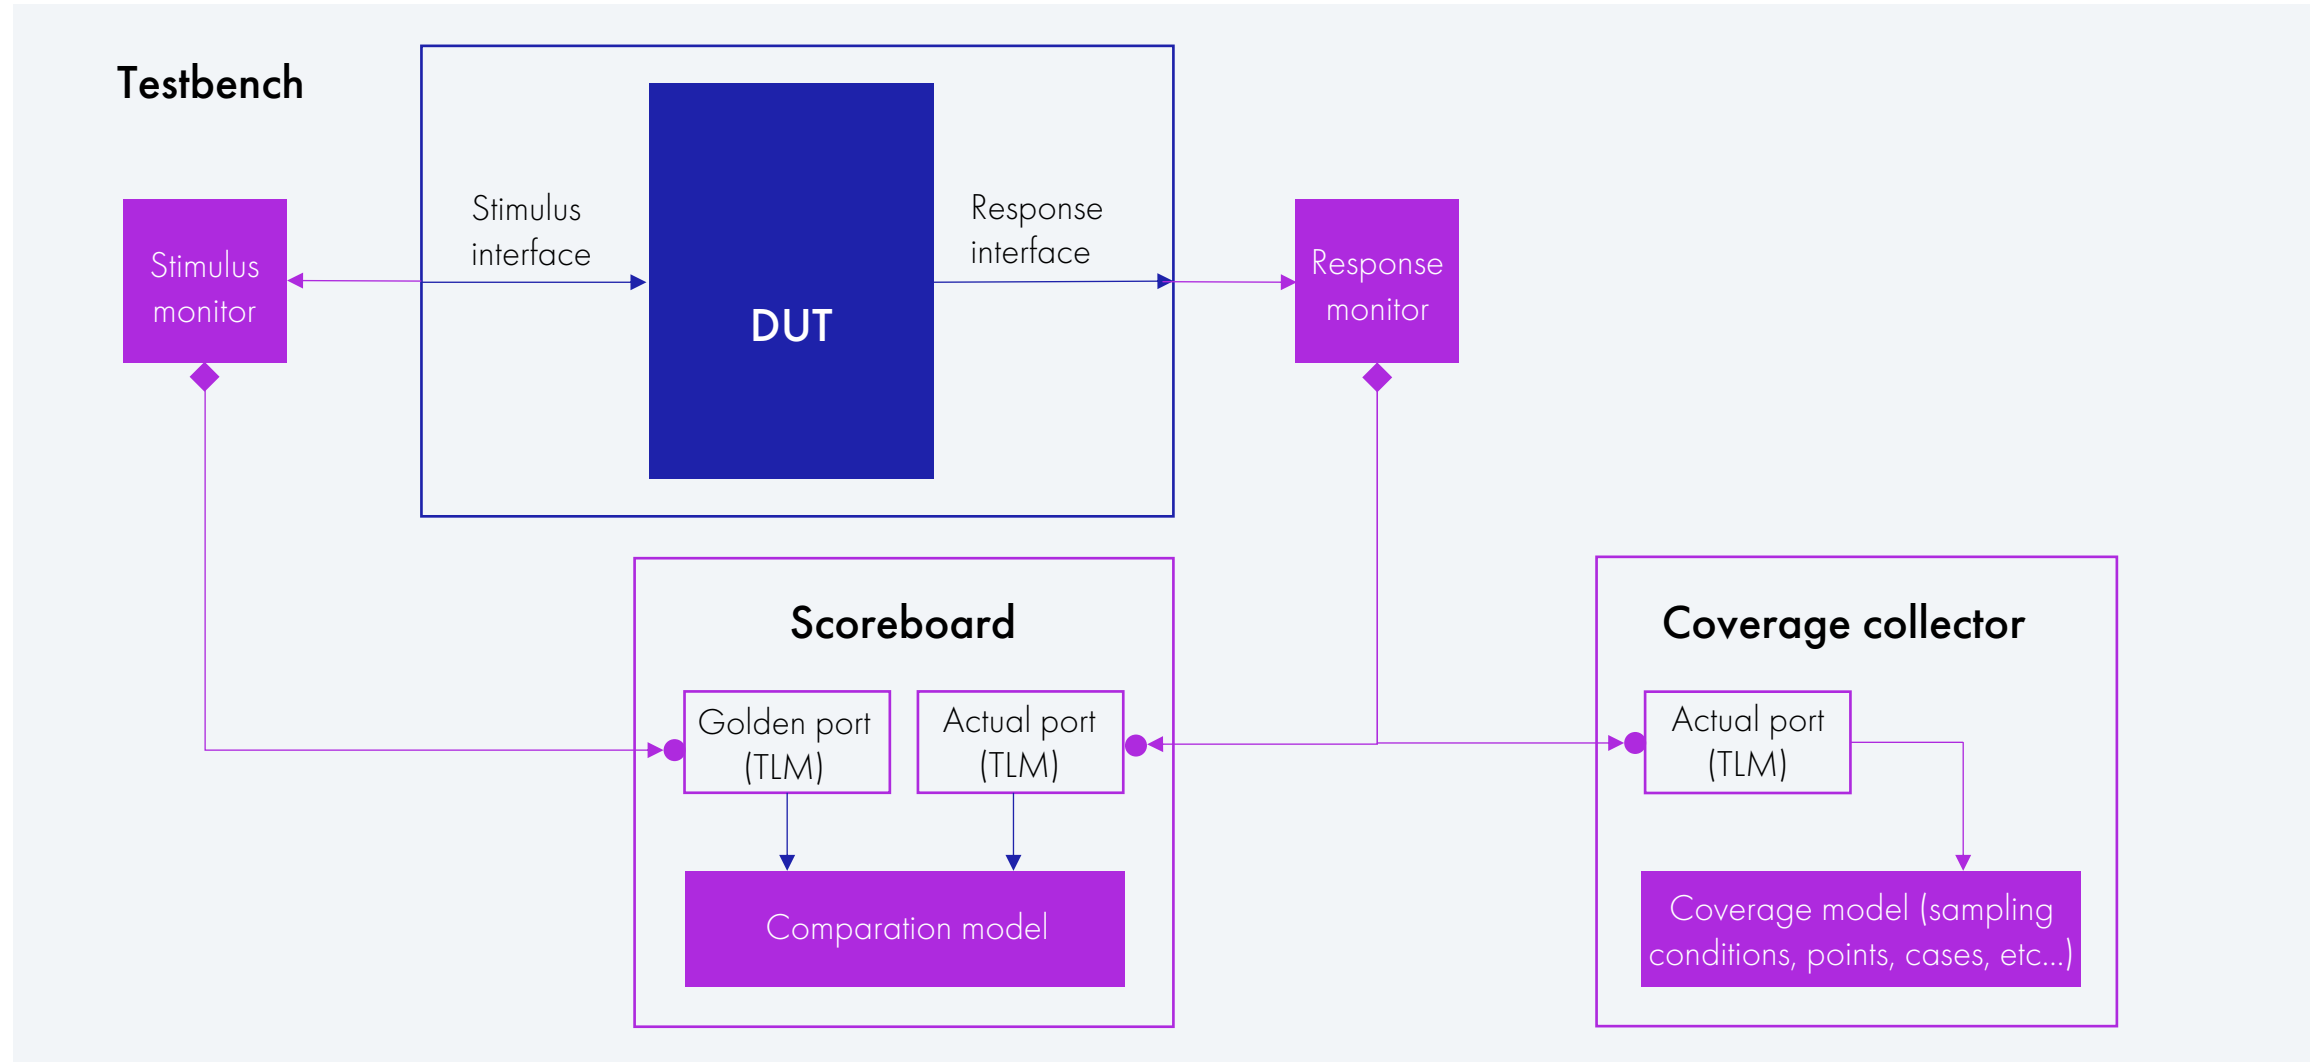 Testbench
Stimulus
interface
Response
interface
Stimulus
monitor
DUT
Response
monitor
Scoreboard
Coverage collector
Golden port
(TLM)
Actual port
(TLM)
Actual port
(TLM)
Comparation model
Coverage model (sampling
conditions, points, cases, etc...)